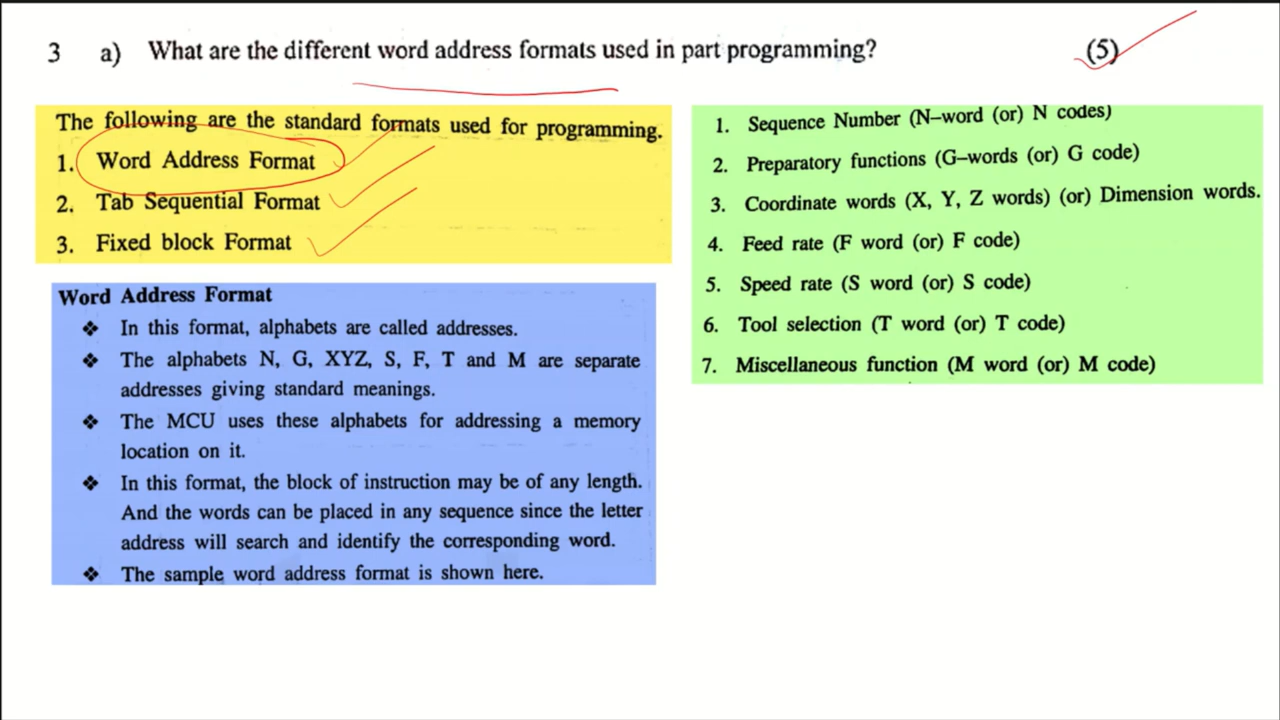 3 a) What are the different word address formats used in part programming? (5)
The following are the standard formats used for programming.
1. Word Address Format
2. Tab Sequential Format
3. Fixed block Format
Word Address Format
❖ In this format, alphabets are called addresses.
❖ The alphabets N, G, XYZ, S, F, T and M are separate
addresses giving standard meanings.
❖ The MCU uses these alphabets for addressing a memory
location on it.
❖ In this format, the block of instruction may be of any length.
And the words can be placed in any sequence since the letter
address will search and identify the corresponding word.
❖ The sample word address format is shown here.
1. Sequence Number (N–word (or) N codes)
2. Preparatory functions (G–words (or) G code)
3. Coordinate words (X, Y, Z words) (or) Dimension words.
4. Feed rate (F word (or) F code)
5. Speed rate (S word (or) S code)
6. Tool selection (T word (or) T code)
7. Miscellaneous function (M word (or) M code)